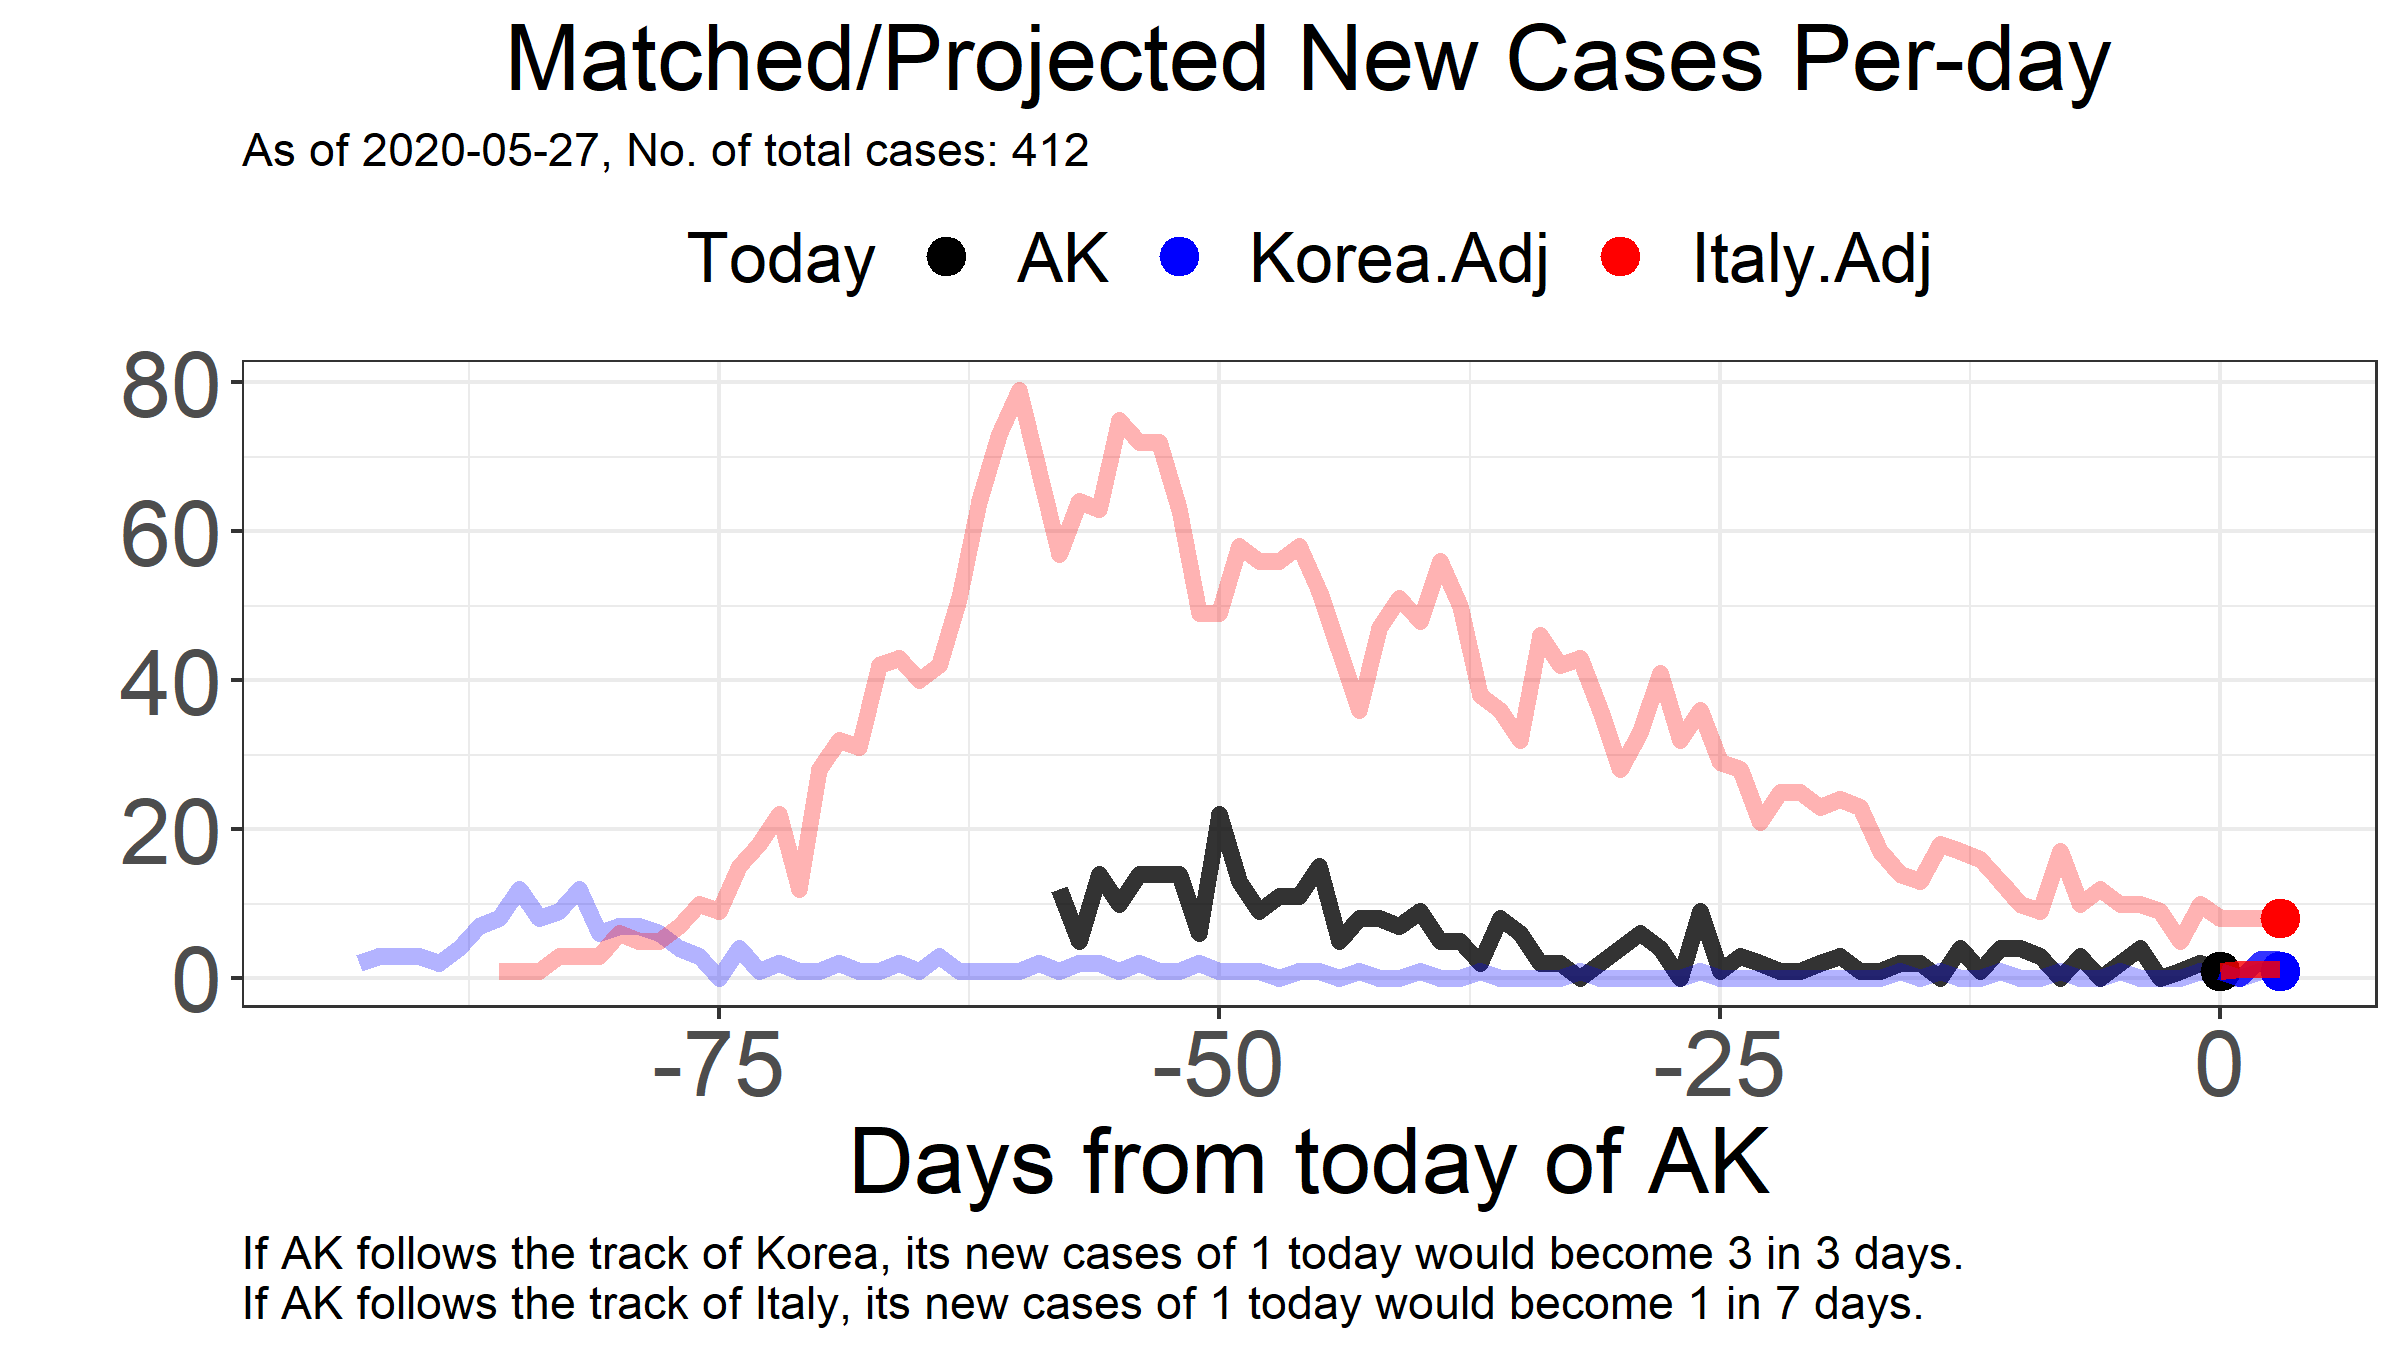 Matched/Projected New Cases Per-day
As of 2020-05-27, No. of total cases: 412
Today AK Korea.Adj Italy.Adj
80
60
40
20
0
-75 -50 -25 0
Days from today of AK
If AK follows the track of Korea, its new cases of 1 today would become 3 in 3 days.
If AK follows the track of Italy, its new cases of 1 today would become 1 in 7 days.